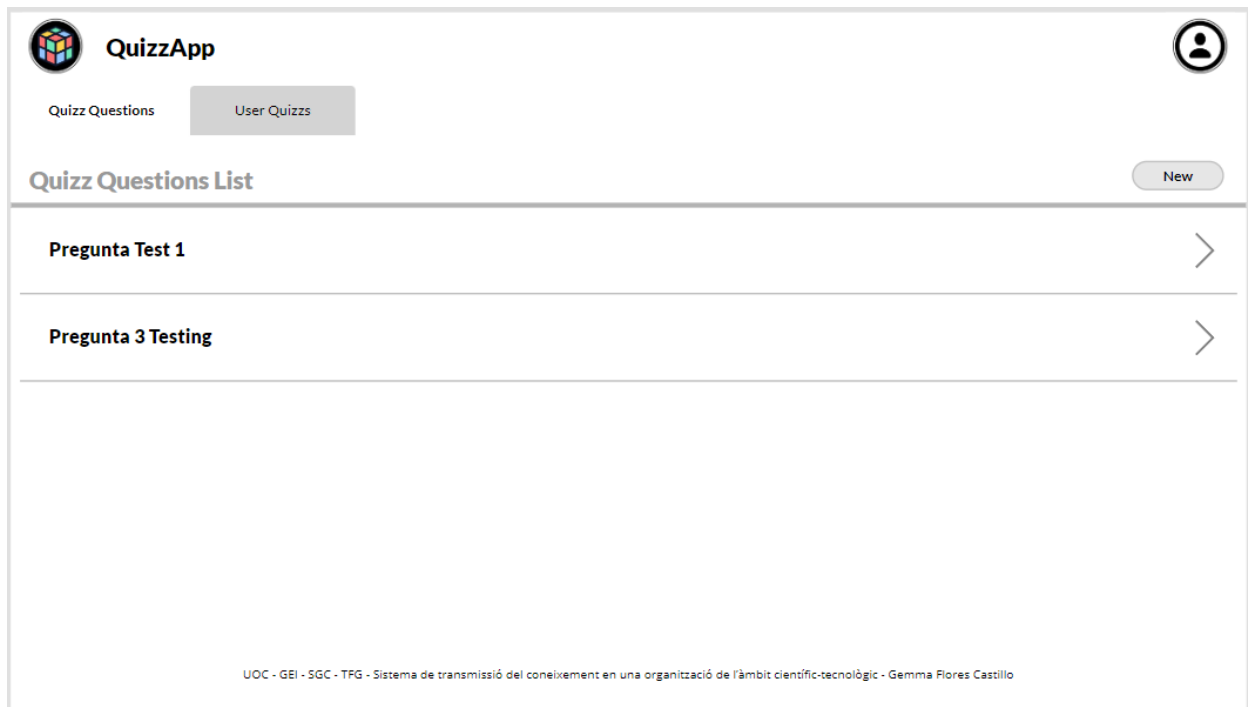 QuizzApp
Quizz Questions
User Quizzs
Quizz Questions List
New
Pregunta Test 1
Pregunta 3 Testing
UOC - GEI - SGC - TFG - Sistema de transmissió del coneixement en una organització de l'àmbit científic-tecnològic - Gemma Flores Castillo